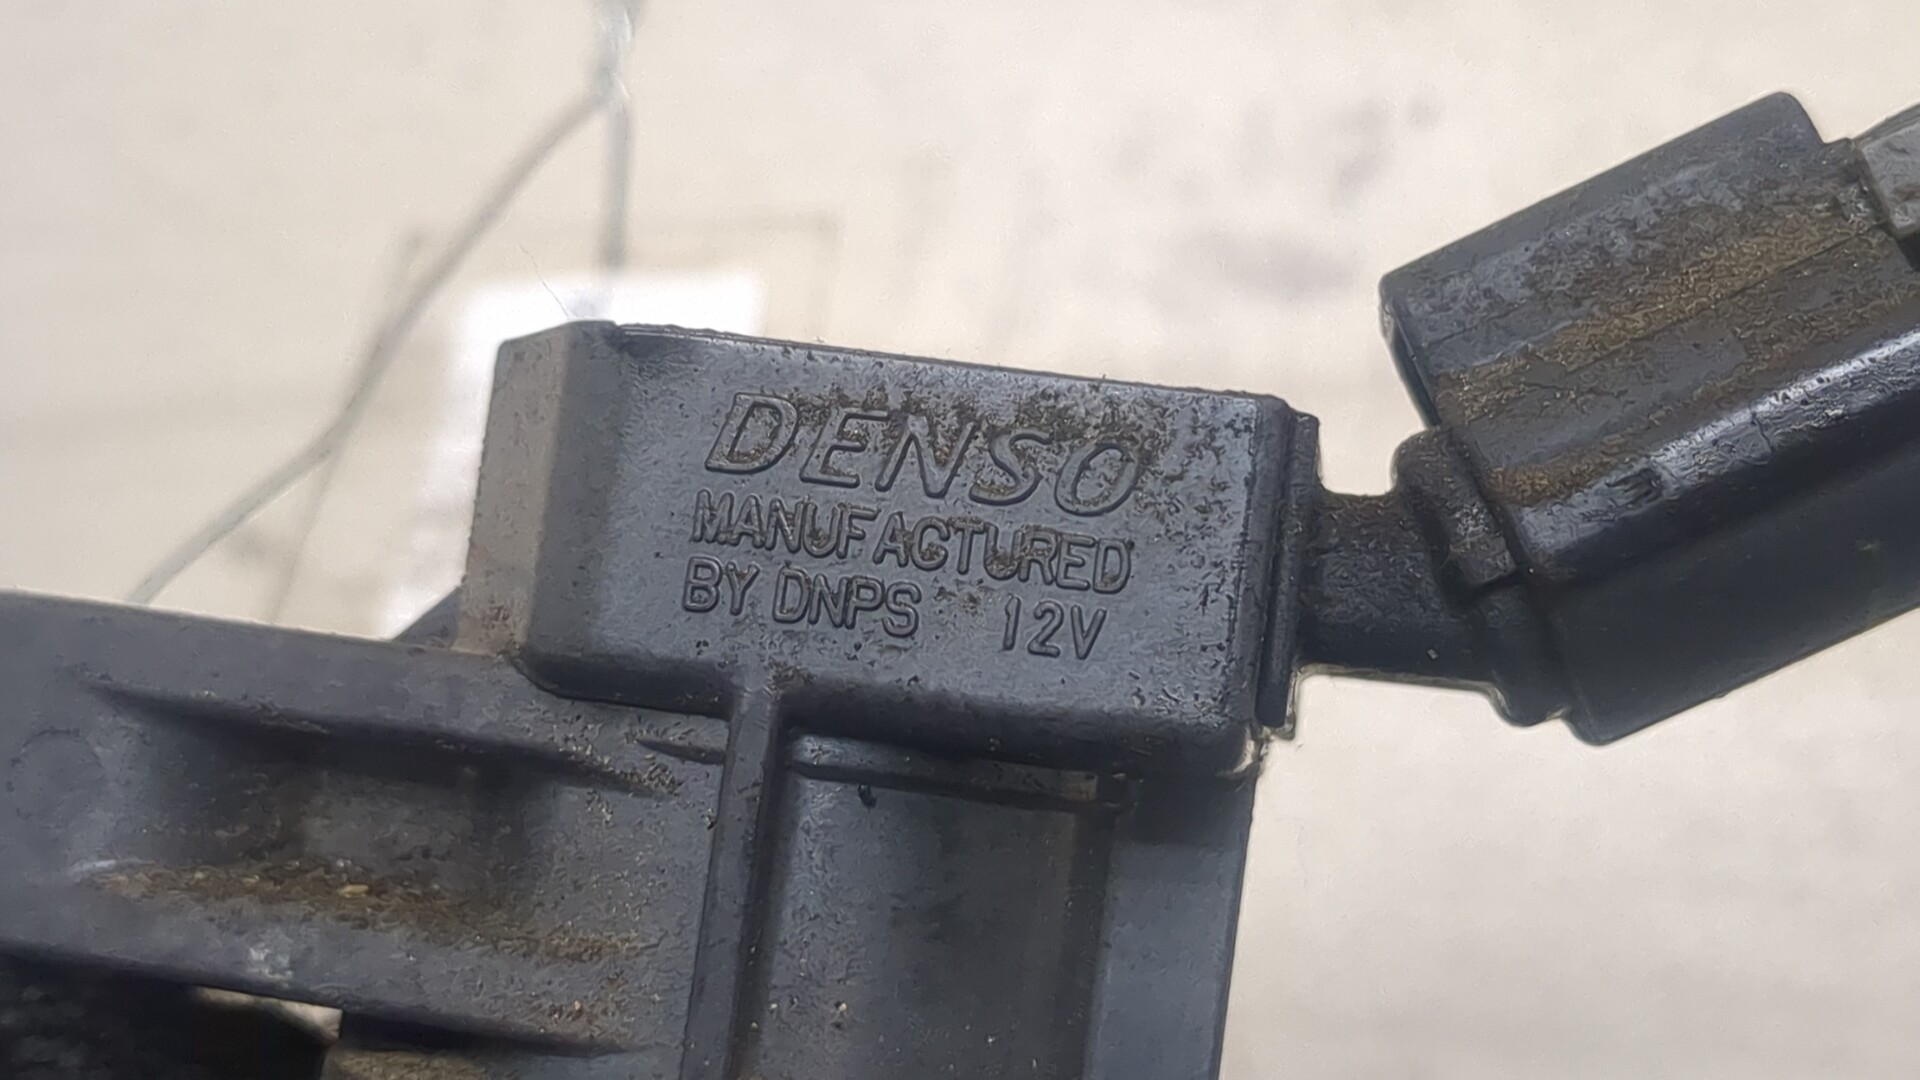 DENSO
MANUFACTURED
BY DNPS 12V